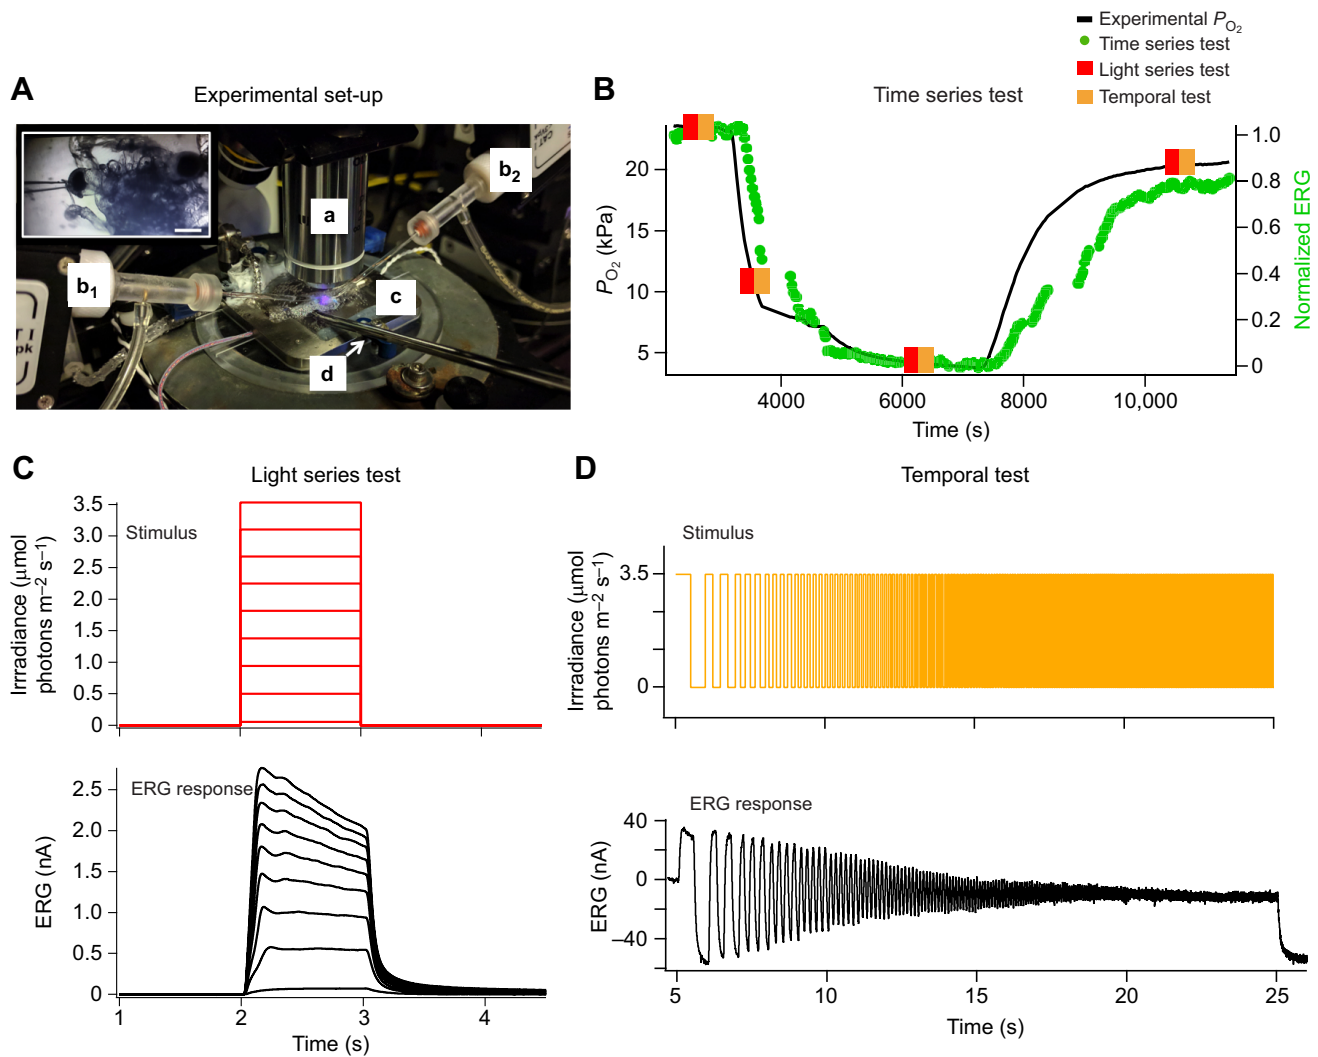 Experimental P_O2
Time series test
Light series test
Temporal test
A
Experimental set-up
a
b2
b1
c
d
CAT I
pk
B
Time series test
P_O2 (kPa)
20
15
10
5
1.0
0.8
0.6
0.4
0.2
0
Normalized ERG
4000
6000
8000
10,000
Time (s)
C
Light series test
Stimulus
Irrradiance (μmol
photons m–2 s–1)
3.5
3.0
2.5
2.0
1.5
1.0
0.5
0
ERG response
ERG (nA)
2.5
2.0
1.5
1.0
0.5
0
1
2
3
4
Time (s)
D
Temporal test
Stimulus
Irrradiance (μmol
photons m–2 s–1)
3.5
0
ERG response
ERG (nA)
40
0
–40
5
10
15
20
25
Time (s)